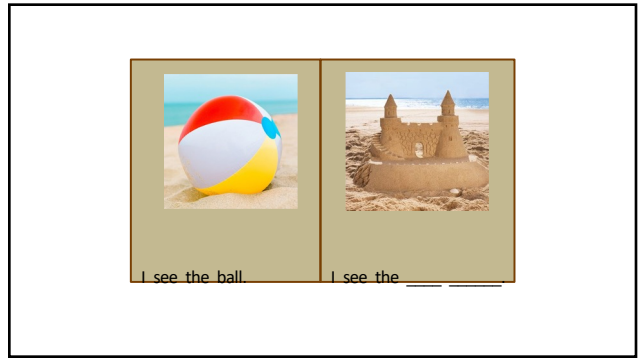 I see the ball.
I see the ____ ______.